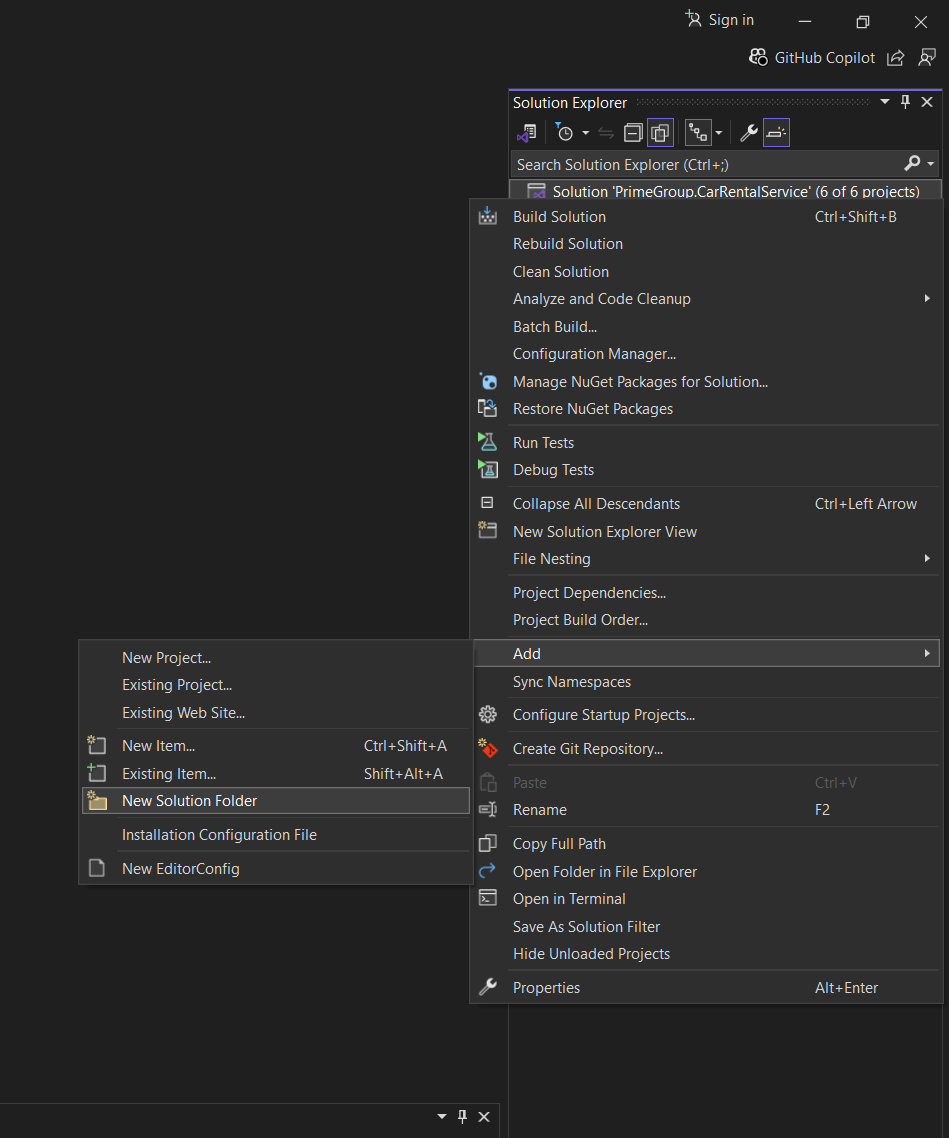 Sign in
GitHub Copilot
Solution Explorer
Search Solution Explorer (Ctrl+;)
Solution 'PrimeGroup.CarRentalService' (6 of 6 projects)
Build Solution Ctrl+Shift+B
Rebuild Solution
Clean Solution
Analyze and Code Cleanup
Batch Build...
Configuration Manager...
Manage NuGet Packages for Solution...
Restore NuGet Packages
Run Tests
Debug Tests
Collapse All Descendants Ctrl+Left Arrow
New Solution Explorer View
File Nesting
Project Dependencies...
Project Build Order...
Add
Sync Namespaces
Configure Startup Projects...
Create Git Repository...
Paste Ctrl+V
Rename F2
Copy Full Path
Open Folder in File Explorer
Open in Terminal
Save As Solution Filter
Hide Unloaded Projects
Properties Alt+Enter
New Project...
Existing Project...
Existing Web Site...
New Item... Ctrl+Shift+A
Existing Item... Shift+Alt+A
New Solution Folder
Installation Configuration File
New EditorConfig